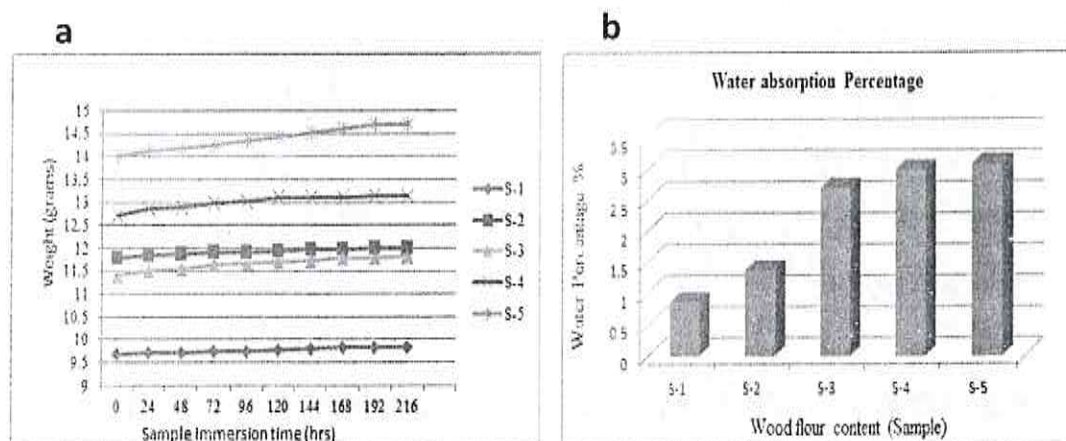 a
15
14.5
14
13.5
13
12.5
12
11.5
11
10.5
10
9.5
9
Weight (grams)
0 24 48 72 96 120 144 168 192 216
Sample Immersion time (hrs)
S-1
S-2
S-3
S-4
S-5
b
Water absorption Percentage
3.5
3
2.5
2
1.5
1
0.5
0
Water %
S-1 S-2 S-3 S-4 S-5
Wood flour content (Sample)